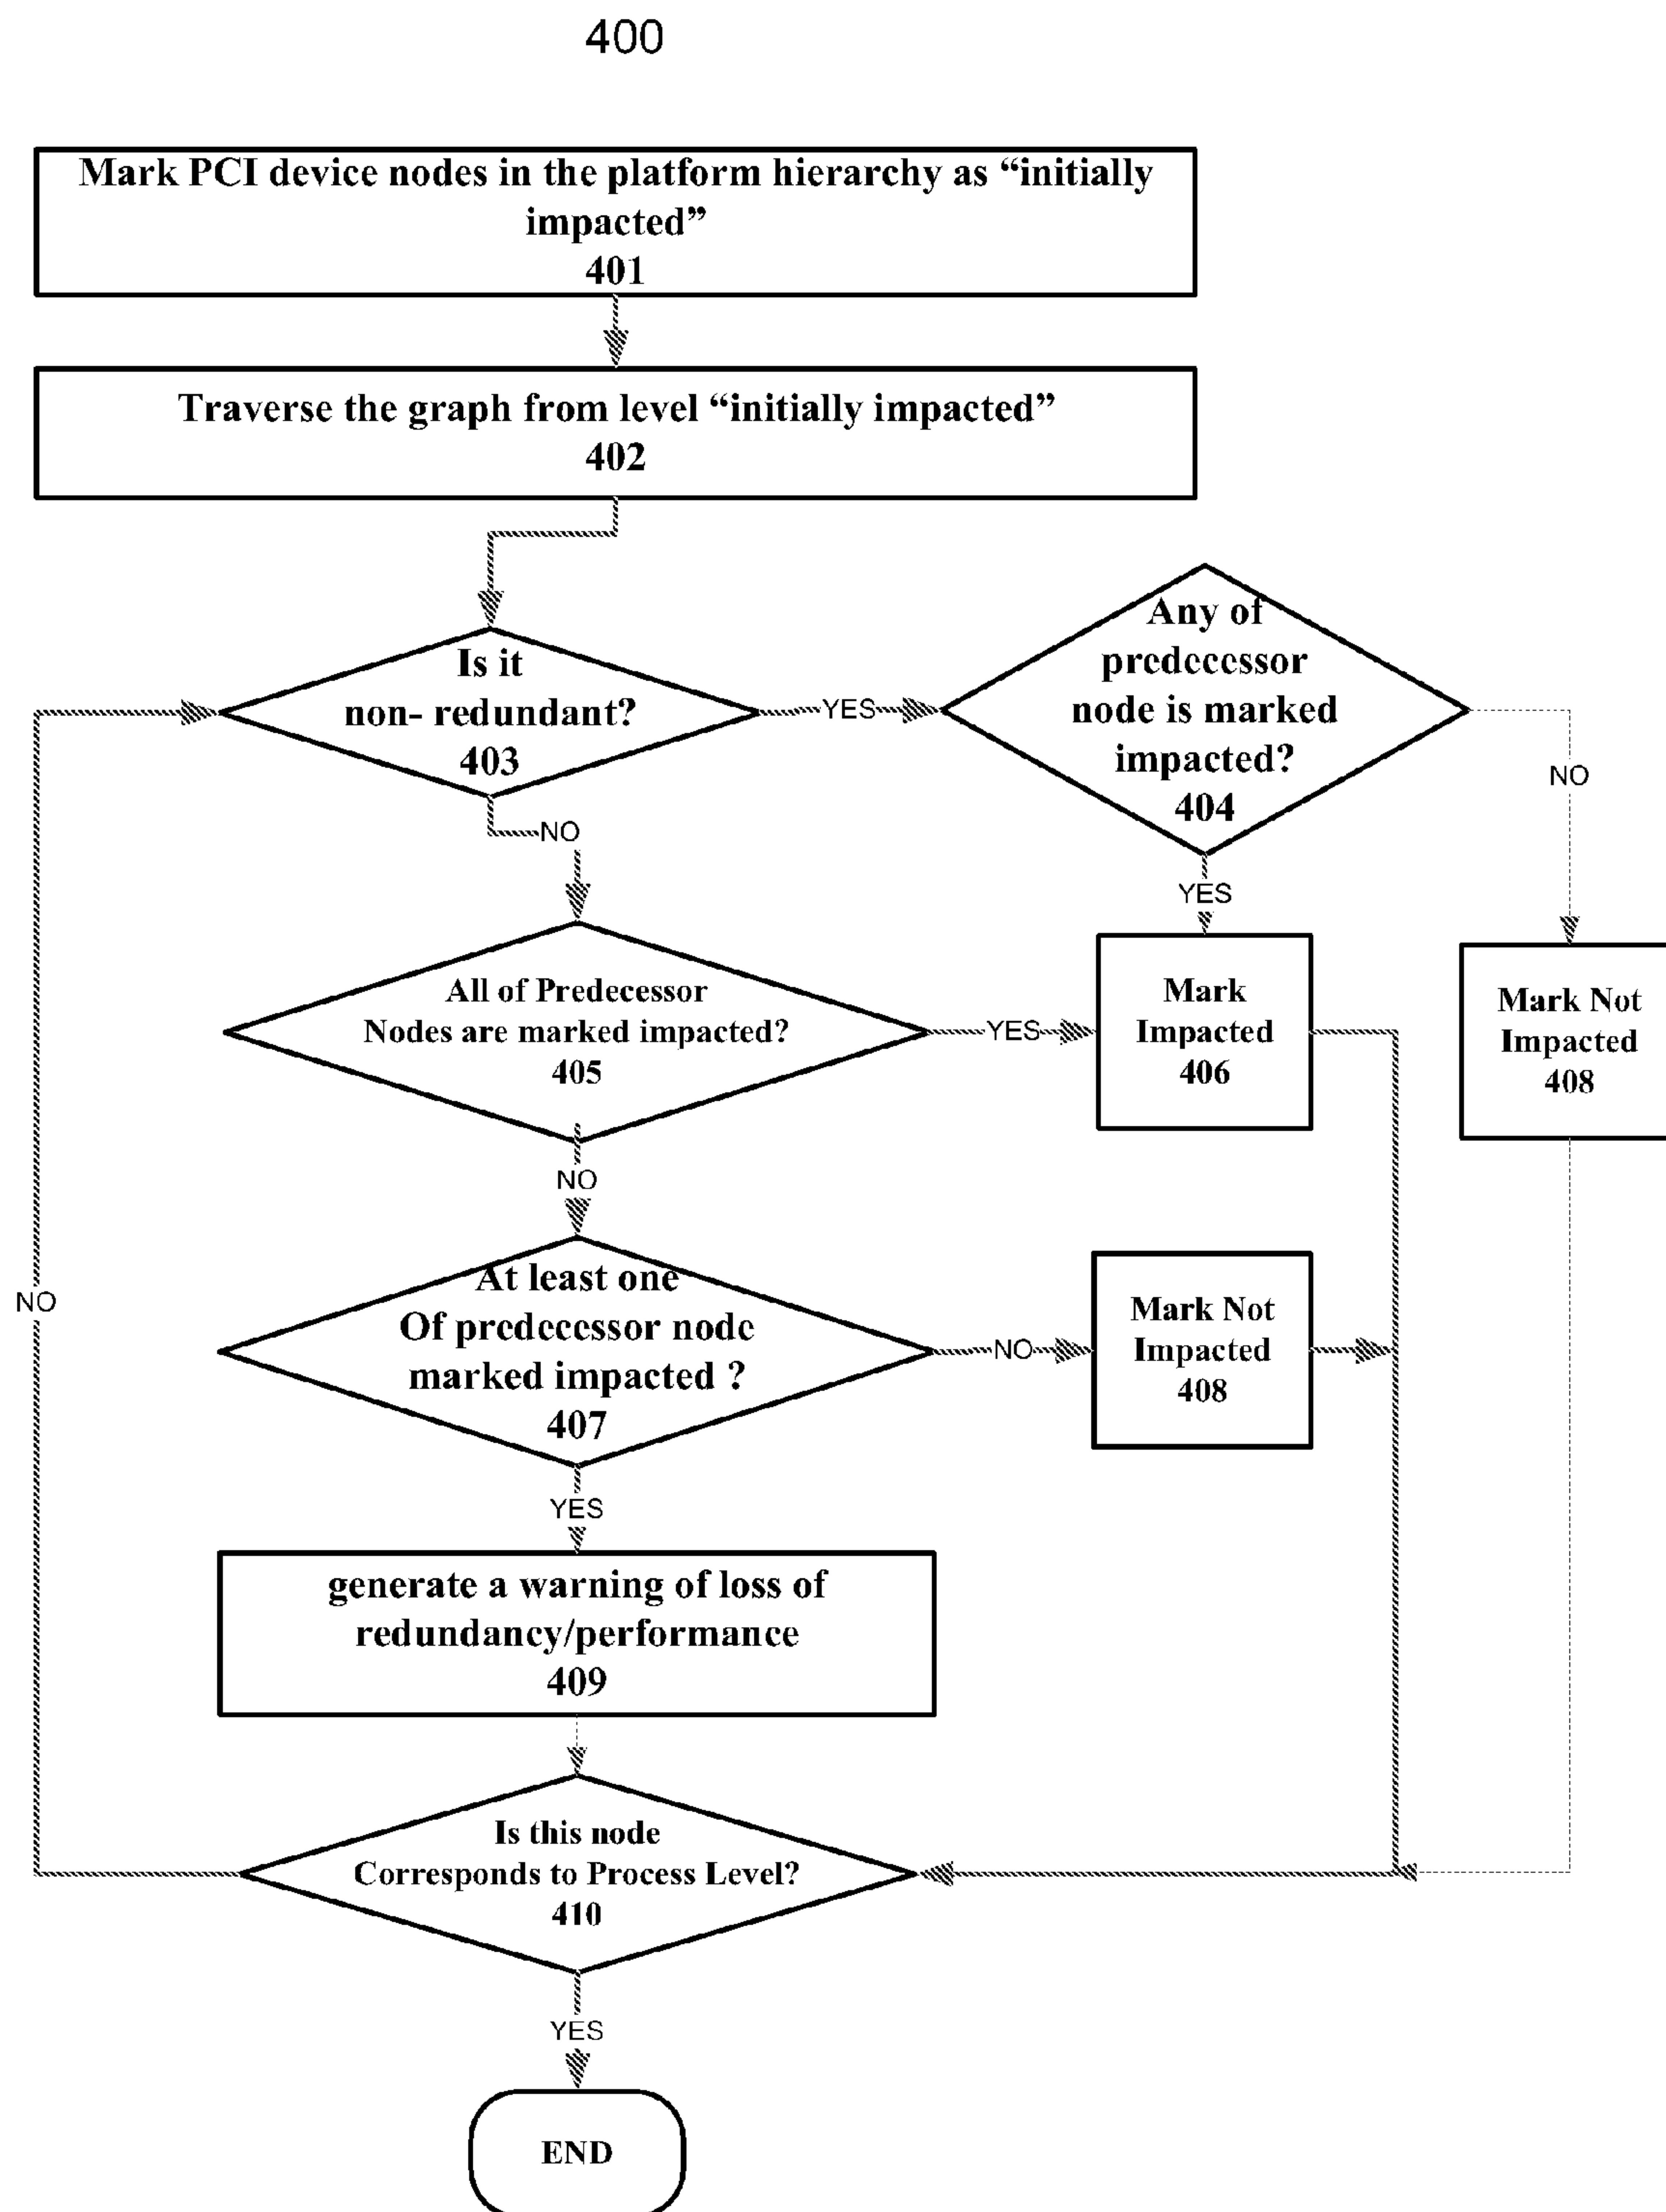 400
Mark PCI device nodes in the platform hierarchy as “initially
impacted”
401
Traverse the graph from level “initially impacted”
402
Is it
non- redundant?
403
YES
Any of
predecessor
node is marked
impacted?
404
NO
NO
YES
All of Predecessor
Nodes are marked impacted?
405
YES
Mark
Impacted
406
Mark Not
Impacted
408
NO
At least one
Of predecessor node
marked impacted ?
407
NO
Mark Not
Impacted
408
NO
YES
generate a warning of loss of
redundancy/performance
409
Is this node
Corresponds to Process Level?
410
YES
END